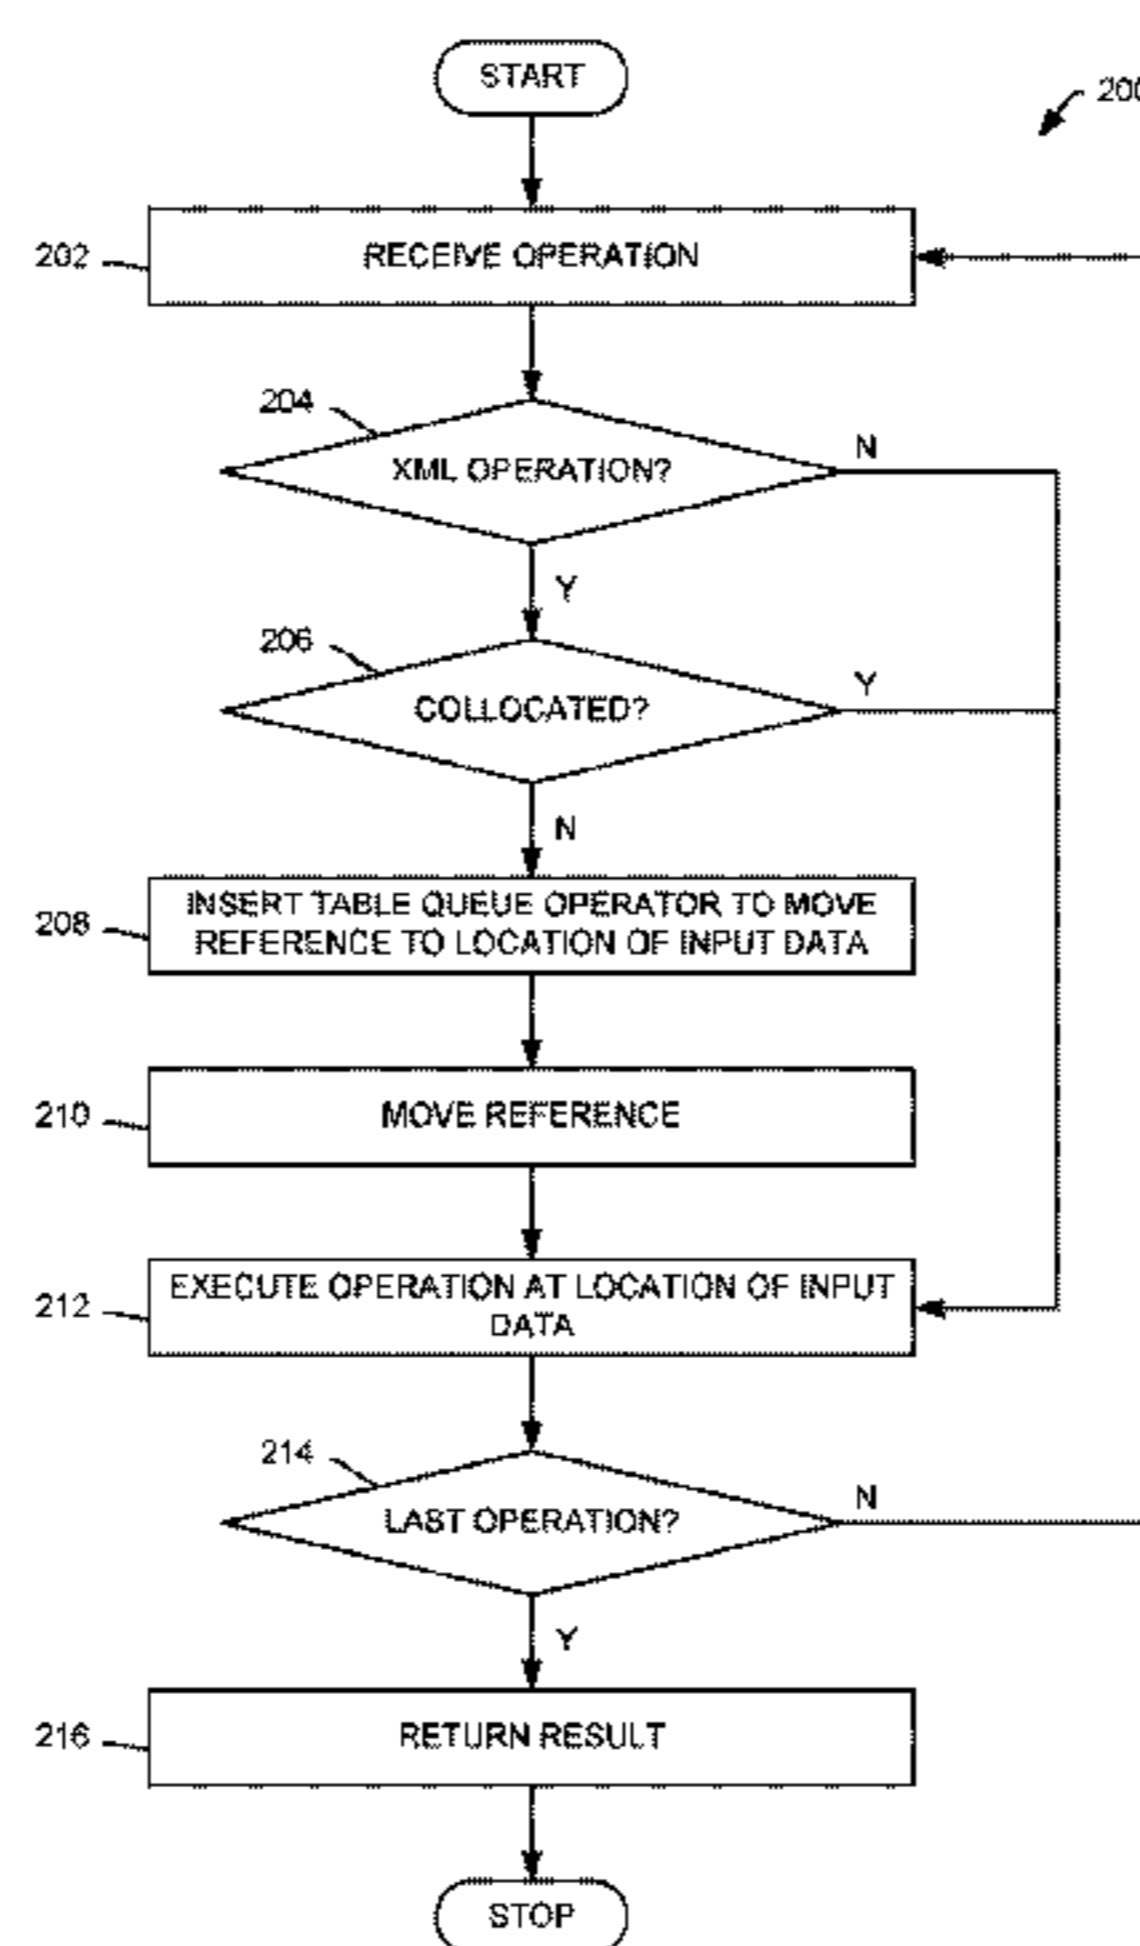 START
200
202
RECEIVE OPERATION
204
XML OPERATION?
N
Y
206
COLLOCATED?
Y
N
208
INSERT TABLE QUEUE OPERATOR TO MOVE
REFERENCE TO LOCATION OF INPUT DATA
210
MOVE REFERENCE
212
EXECUTE OPERATION AT LOCATION OF INPUT
DATA
214
LAST OPERATION?
N
Y
216
RETURN RESULT
STOP